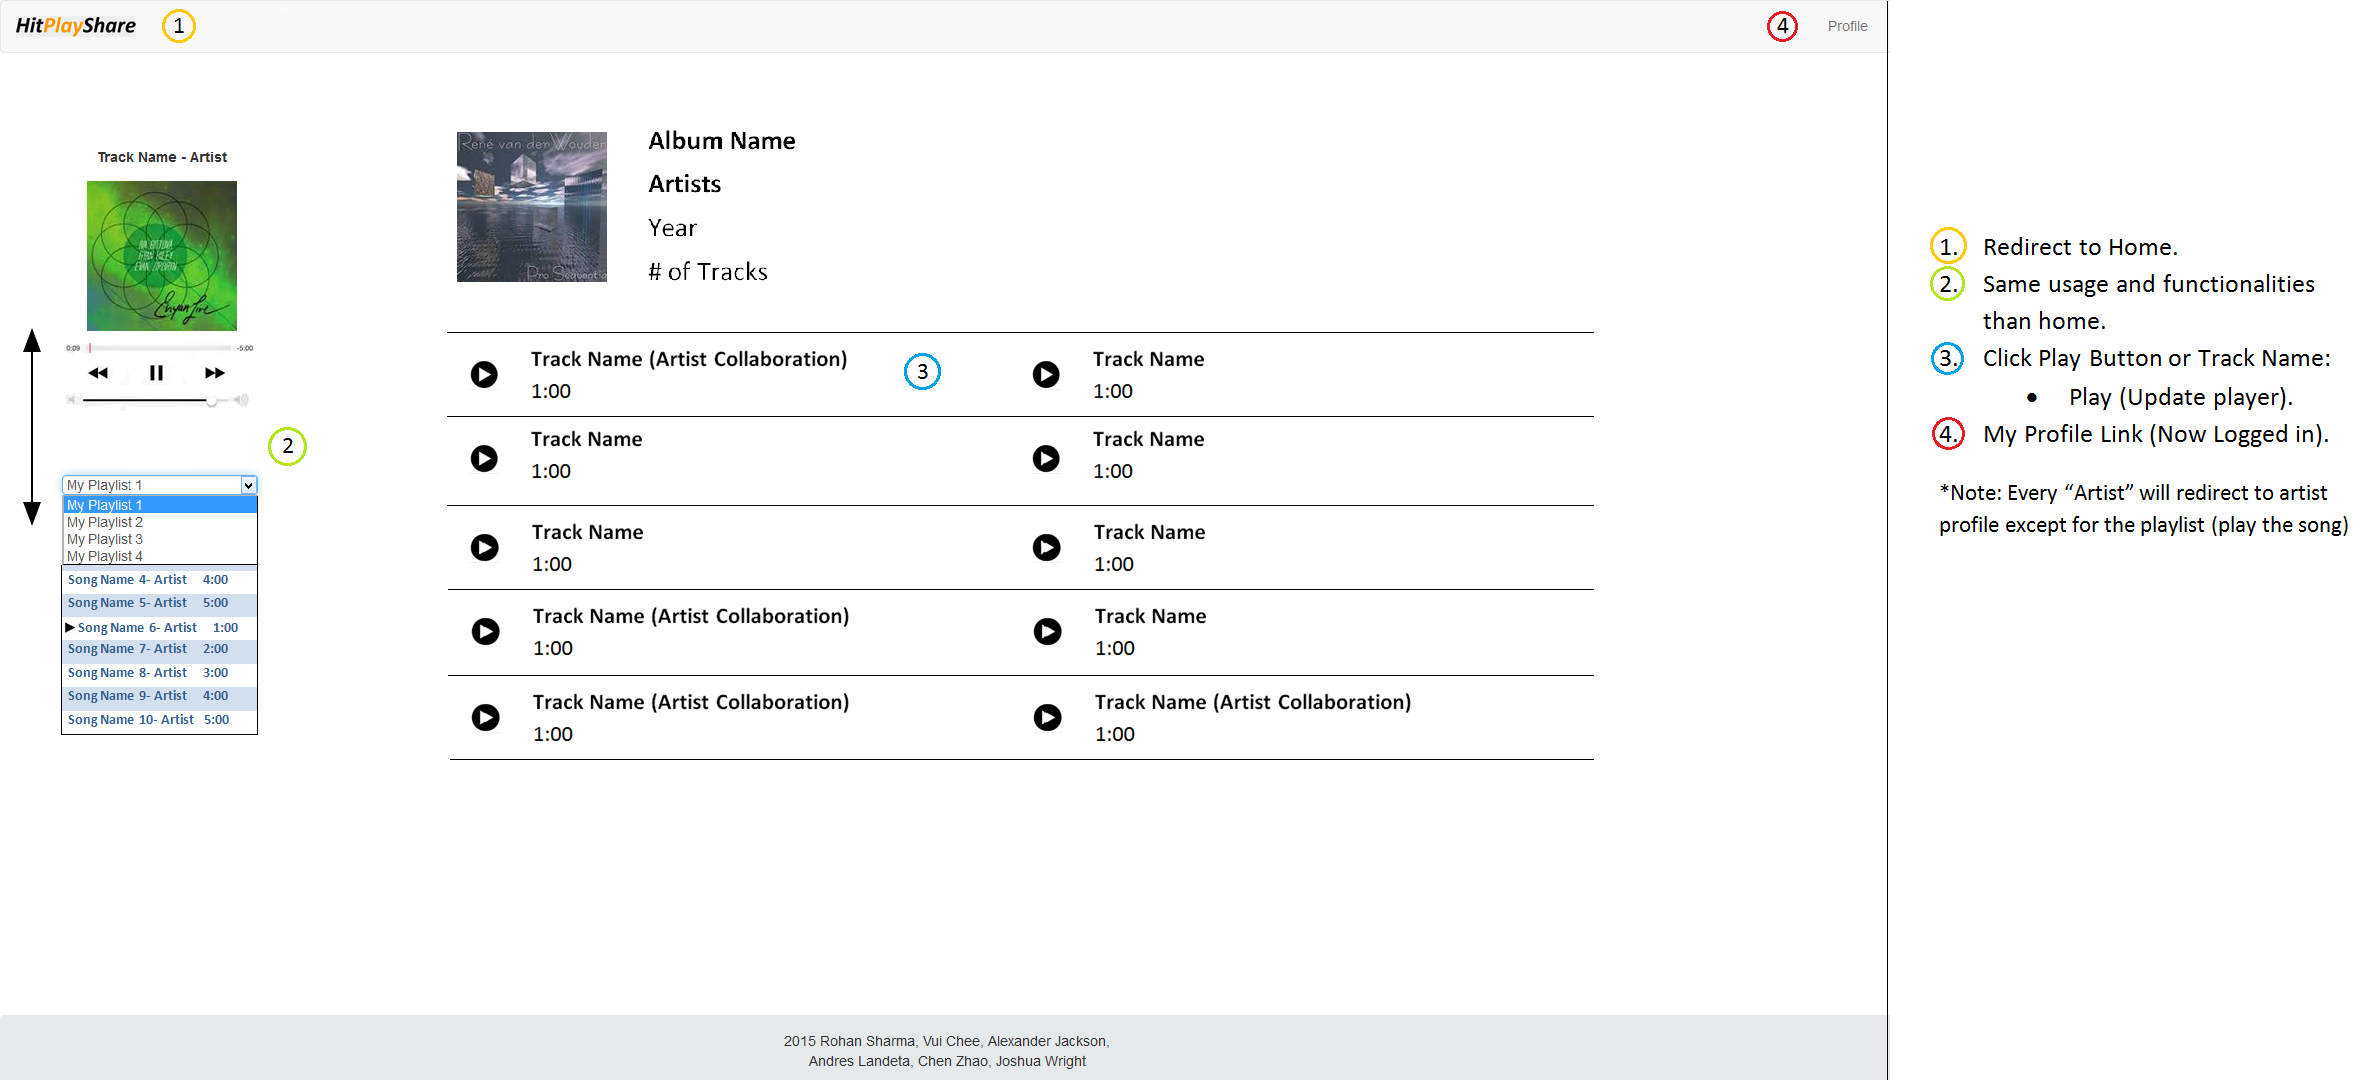 HitPlayShare
1
4
Profile
Track Name - Artist
0:09
-5:00
2
My Playlist 1
My Playlist 1
My Playlist 2
My Playlist 3
My Playlist 4
Song Name 4- Artist 4:00
Song Name 5- Artist 5:00
Song Name 6- Artist 1:00
Song Name 7- Artist 2:00
Song Name 8- Artist 3:00
Song Name 9- Artist 4:00
Song Name 10- Artist 5:00
René van der Wouden
Pro Sequentia
Album Name
Artists
Year
# of Tracks
Track Name (Artist Collaboration)
1:00
3
Track Name
1:00
Track Name
1:00
Track Name
1:00
Track Name
1:00
Track Name
1:00
Track Name (Artist Collaboration)
1:00
Track Name
1:00
Track Name (Artist Collaboration)
1:00
Track Name (Artist Collaboration)
1:00
1. Redirect to Home.
2. Same usage and functionalities
than home.
3. Click Play Button or Track Name:
• Play (Update player).
4. My Profile Link (Now Logged in).
*Note: Every “Artist” will redirect to artist
profile except for the playlist (play the song)
2015 Rohan Sharma, Vui Chee, Alexander Jackson,
Andres Landeta, Chen Zhao, Joshua Wright